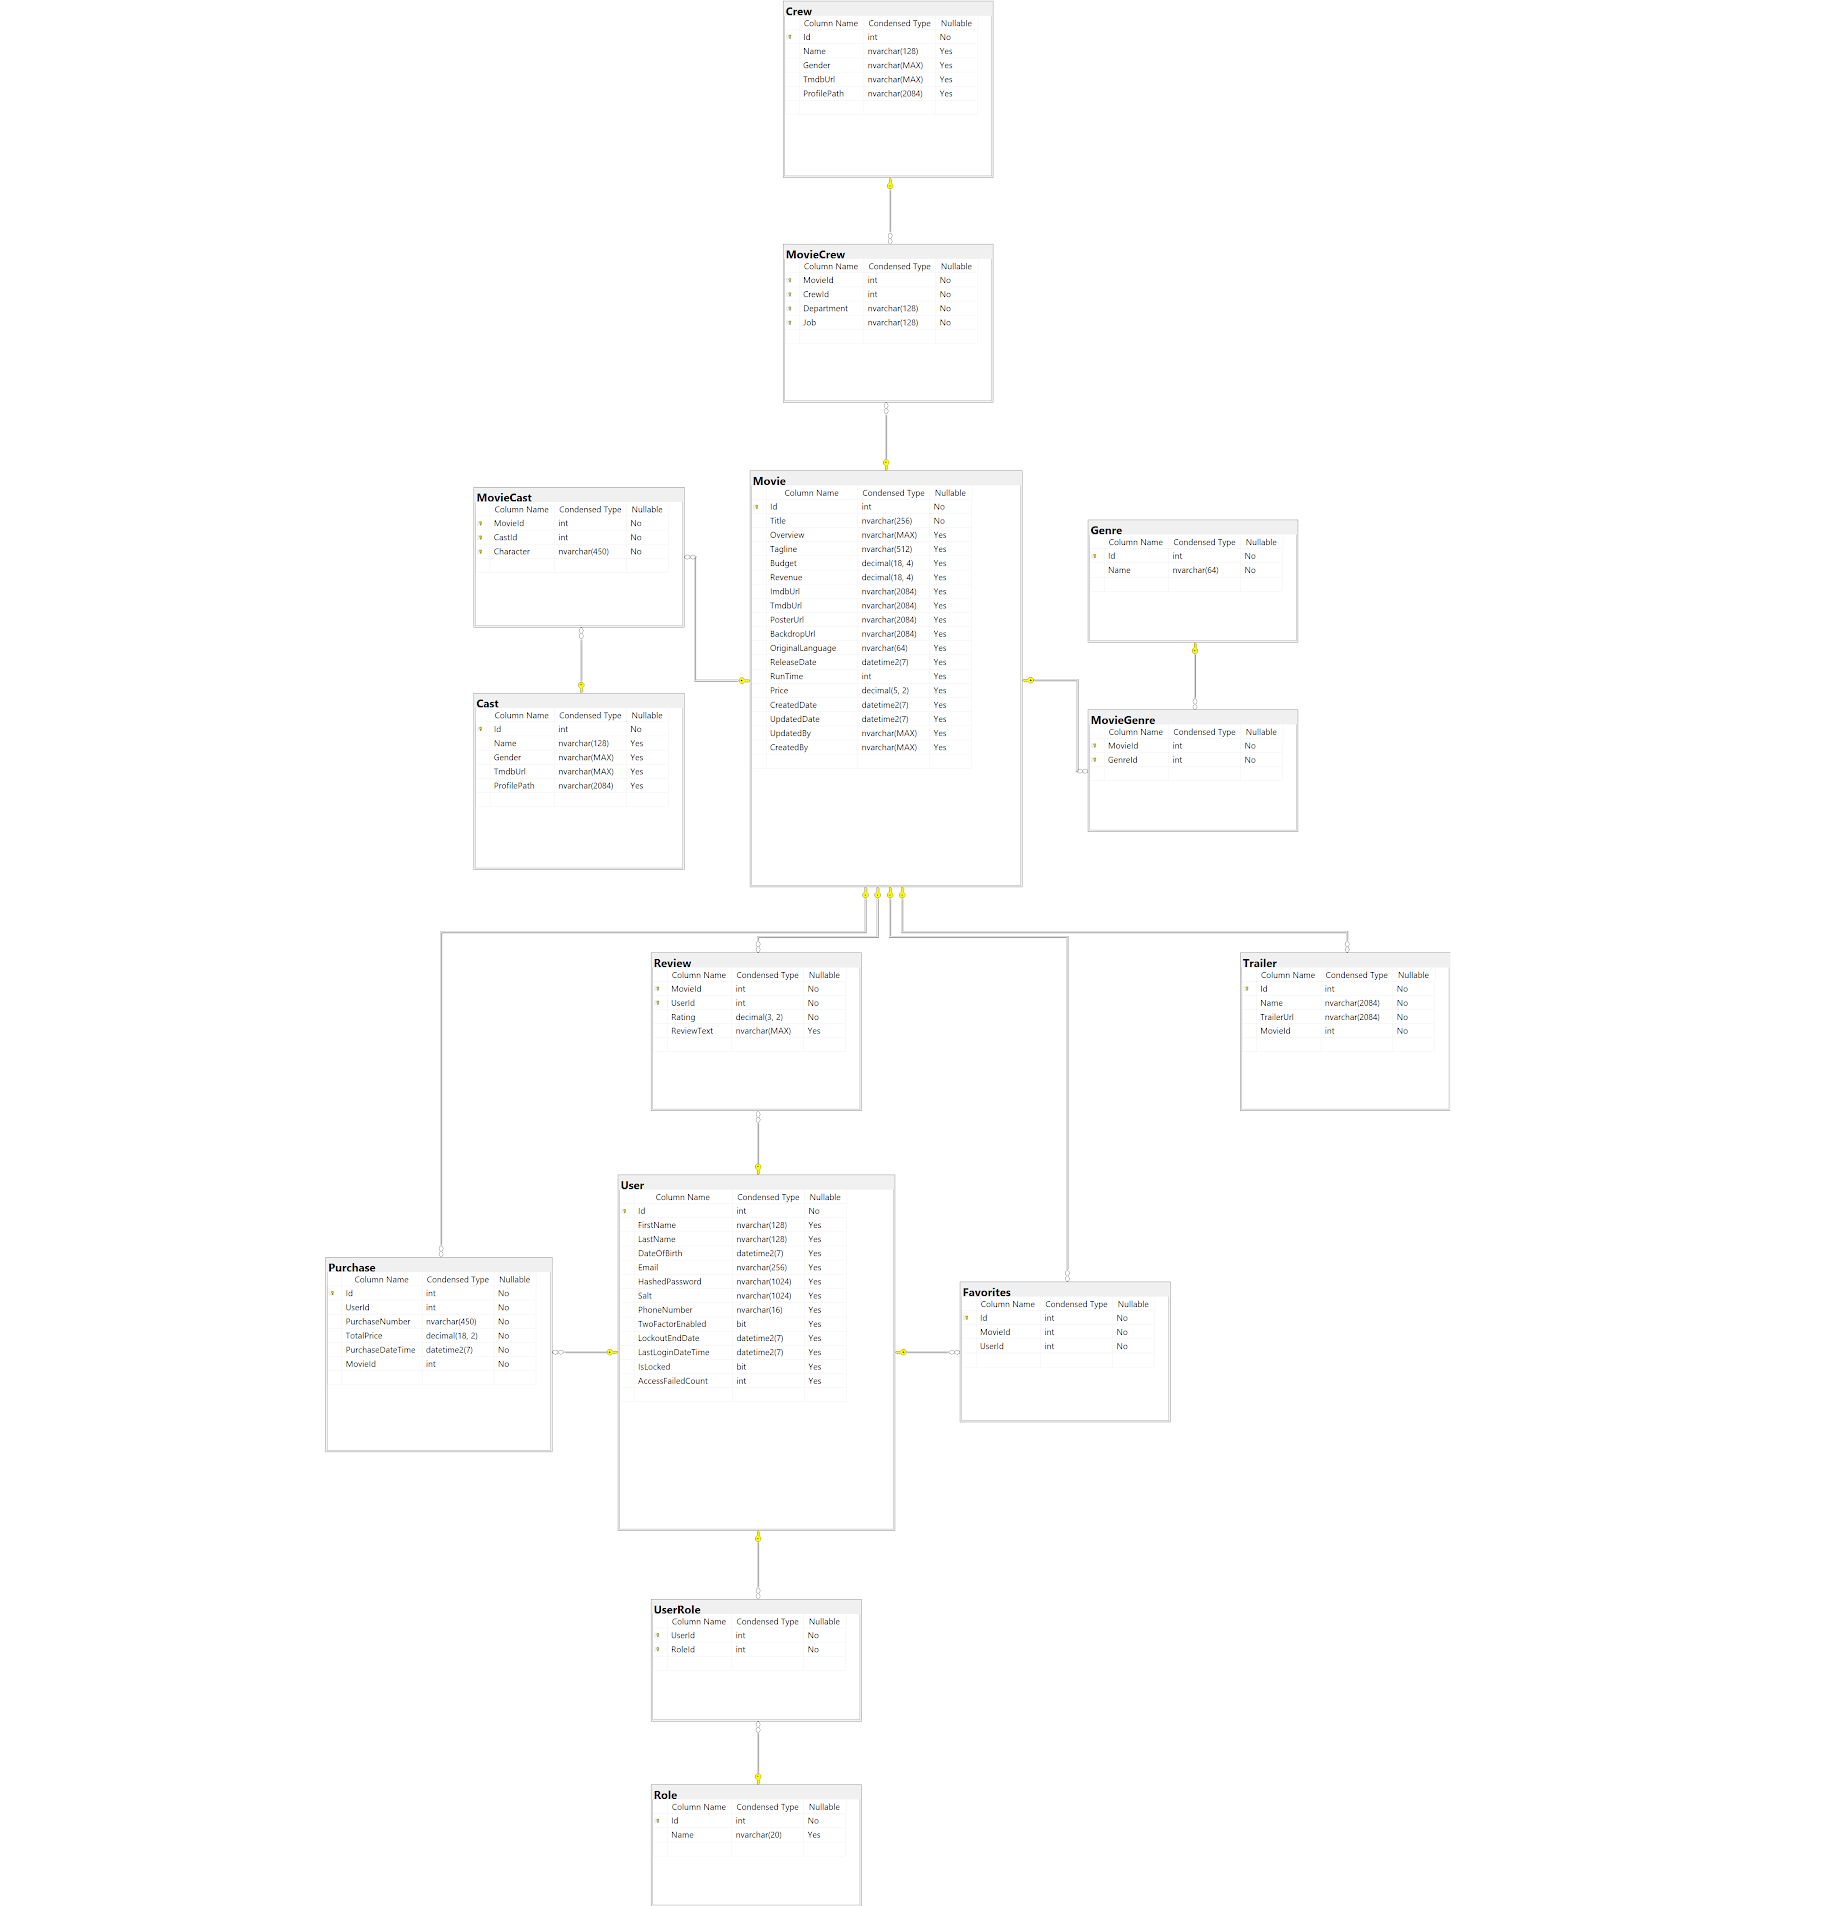 Crew
Column Name Condensed Type Nullable
Id int No
Name nvarchar(128) Yes
Gender nvarchar(MAX) Yes
TmdbUrl nvarchar(MAX) Yes
ProfilePath nvarchar(2084) Yes
MovieCrew
Column Name Condensed Type Nullable
MovieId int No
CrewId int No
Department nvarchar(128) No
Job nvarchar(128) No
Movie
Column Name Condensed Type Nullable
Id int No
Title nvarchar(256) No
Overview nvarchar(MAX) Yes
Tagline nvarchar(512) Yes
Budget decimal(18, 4) Yes
Revenue decimal(18, 4) Yes
ImdbUrl nvarchar(2084) Yes
TmdbUrl nvarchar(2084) Yes
PosterUrl nvarchar(2084) Yes
BackdropUrl nvarchar(2084) Yes
OriginalLanguage nvarchar(64) Yes
ReleaseDate datetime2(7) Yes
RunTime int Yes
Price decimal(5, 2) Yes
CreatedDate datetime2(7) Yes
UpdatedDate datetime2(7) Yes
UpdatedBy nvarchar(MAX) Yes
CreatedBy nvarchar(MAX) Yes
MovieCast
Column Name Condensed Type Nullable
MovieId int No
CastId int No
Character nvarchar(450) No
Cast
Column Name Condensed Type Nullable
Id int No
Name nvarchar(128) Yes
Gender nvarchar(MAX) Yes
TmdbUrl nvarchar(MAX) Yes
ProfilePath nvarchar(2084) Yes
Genre
Column Name Condensed Type Nullable
Id int No
Name nvarchar(64) No
MovieGenre
Column Name Condensed Type Nullable
MovieId int No
GenreId int No
Review
Column Name Condensed Type Nullable
MovieId int No
UserId int No
Rating decimal(3, 2) No
ReviewText nvarchar(MAX) Yes
Trailer
Column Name Condensed Type Nullable
Id int No
Name nvarchar(2084) No
TrailerUrl nvarchar(2084) No
MovieId int No
User
Column Name Condensed Type Nullable
Id int No
FirstName nvarchar(128) Yes
LastName nvarchar(128) Yes
DateOfBirth datetime2(7) Yes
Email nvarchar(256) Yes
HashedPassword nvarchar(1024) Yes
Salt nvarchar(1024) Yes
PhoneNumber nvarchar(16) Yes
TwoFactorEnabled bit Yes
LockoutEndDate datetime2(7) Yes
LastLoginDateTime datetime2(7) Yes
IsLocked bit Yes
AccessFailedCount int Yes
Purchase
Column Name Condensed Type Nullable
Id int No
UserId int No
PurchaseNumber nvarchar(450) No
TotalPrice decimal(18, 2) No
PurchaseDateTime datetime2(7) No
MovieId int No
Favorites
Column Name Condensed Type Nullable
Id int No
MovieId int No
UserId int No
UserRole
Column Name Condensed Type Nullable
UserId int No
RoleId int No
Role
Column Name Condensed Type Nullable
Id int No
Name nvarchar(20) Yes